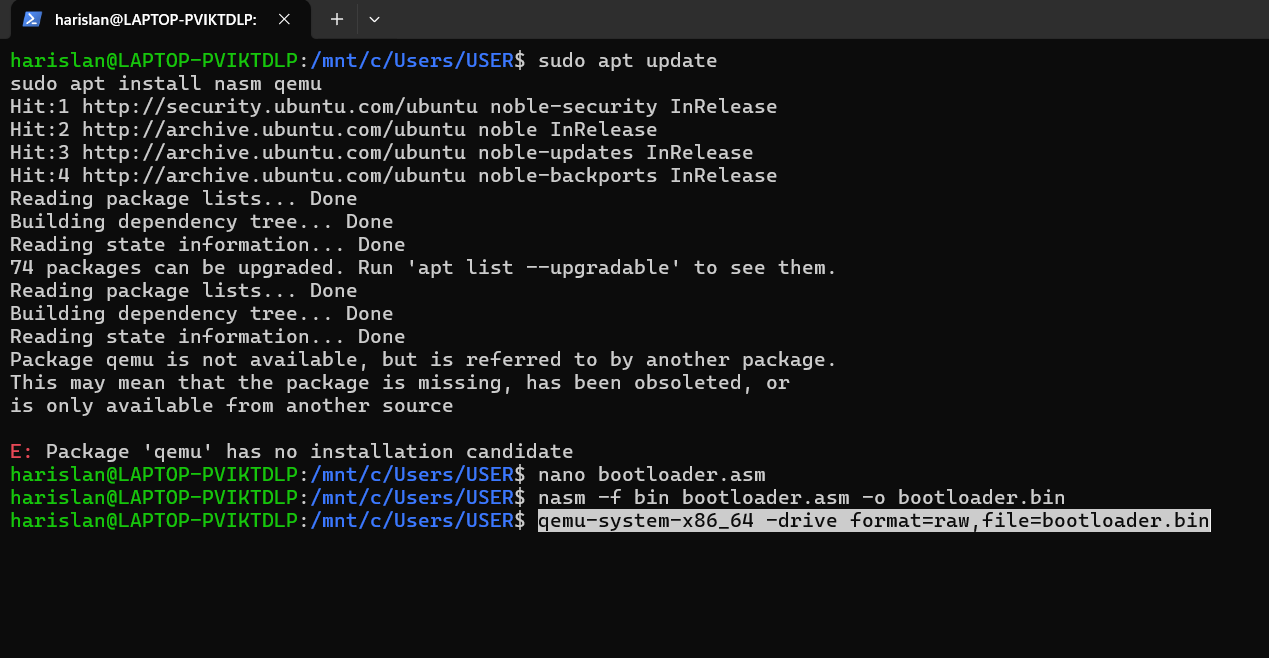 harislan@LAPTOP-PVIKTDLP:
harislan@LAPTOP-PVIKTDLP:/mnt/c/Users/USER$ sudo apt update
sudo apt install nasm qemu
Hit:1 http://security.ubuntu.com/ubuntu noble-security InRelease
Hit:2 http://archive.ubuntu.com/ubuntu noble InRelease
Hit:3 http://archive.ubuntu.com/ubuntu noble-updates InRelease
Hit:4 http://archive.ubuntu.com/ubuntu noble-backports InRelease
Reading package lists... Done
Building dependency tree... Done
Reading state information... Done
74 packages can be upgraded. Run 'apt list --upgradable' to see them.
Reading package lists... Done
Building dependency tree... Done
Reading state information... Done
Package qemu is not available, but is referred to by another package.
This may mean that the package is missing, has been obsoleted, or
is only available from another source
E: Package 'qemu' has no installation candidate
harislan@LAPTOP-PVIKTDLP:/mnt/c/Users/USER$ nano bootloader.asm
harislan@LAPTOP-PVIKTDLP:/mnt/c/Users/USER$ nasm -f bin bootloader.asm -o bootloader.bin
harislan@LAPTOP-PVIKTDLP:/mnt/c/Users/USER$ qemu-system-x86_64 -drive format=raw,file=bootloader.bin